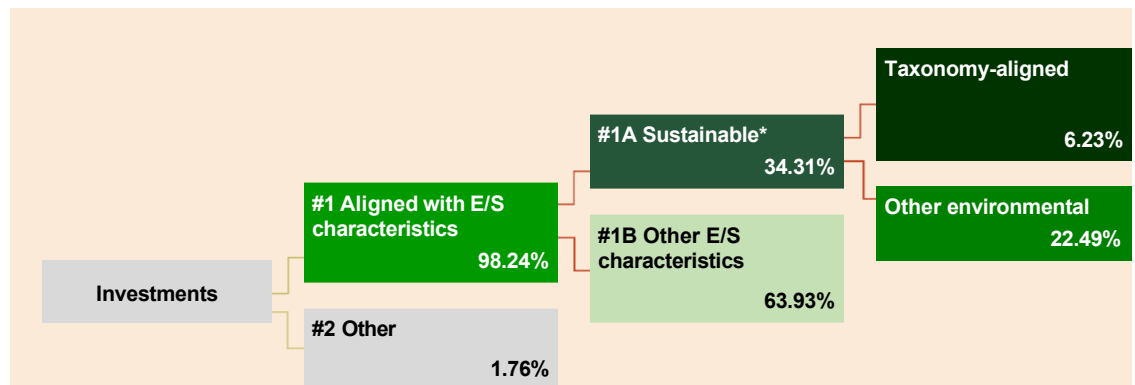 Investments
#1 Aligned with E/S
characteristics
98.24%
#2 Other
1.76%
#1A Sustainable*
34.31%
#1B Other E/S
characteristics
63.93%
Taxonomy-aligned
6.23%
Other environmental
22.49%